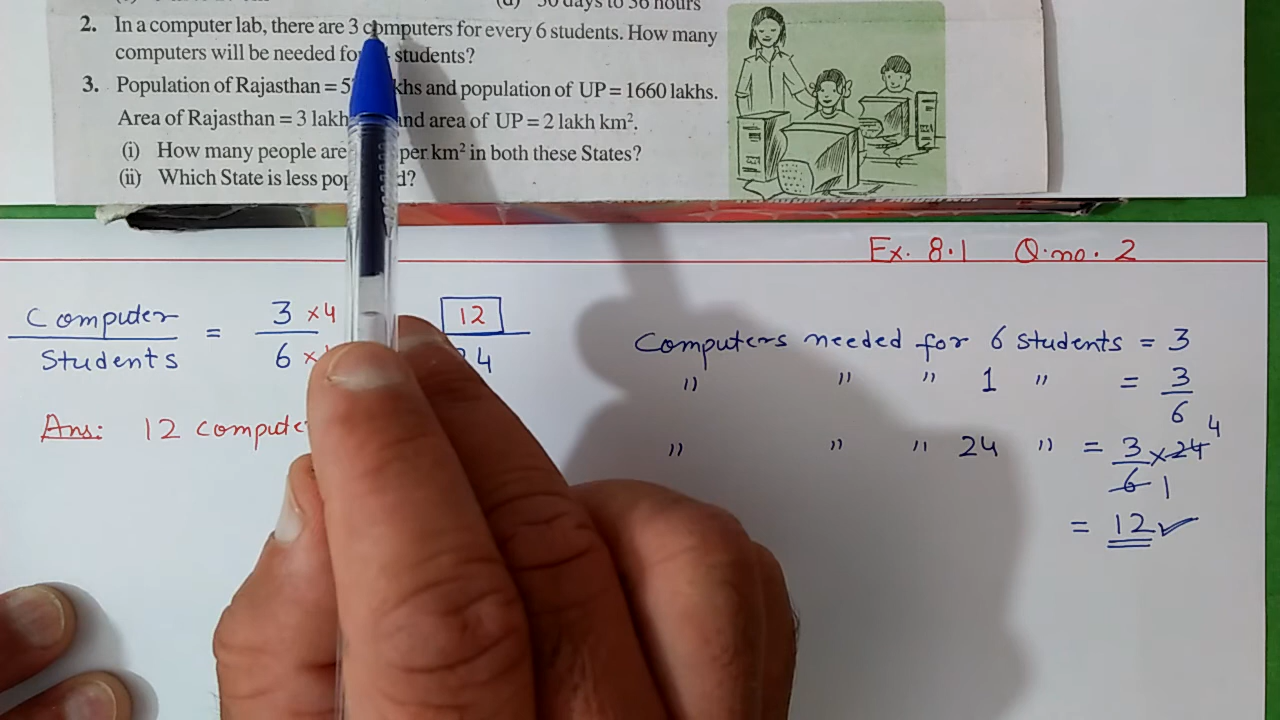 (d) 30 days to 36 hours
2. In a computer lab, there are 3 computers for every 6 students. How many
computers will be needed for students?
3. Population of Rajasthan = lakhs and population of UP = 1660 lakhs.
Area of Rajasthan = 3 lakh and area of UP = 2 lakh km².
(i) How many people are per km² in both these States?
(ii) Which State is less
Ex. 8.1 Q.no. 2
Computer / Students = 3 ×4 / 6 × 12 / 24
Ans: 12
Computers needed for 6 students = 3
" " " 1 " = 3/6
" " " 24 " = 3/6 × 24 4 1
= 12 ✓